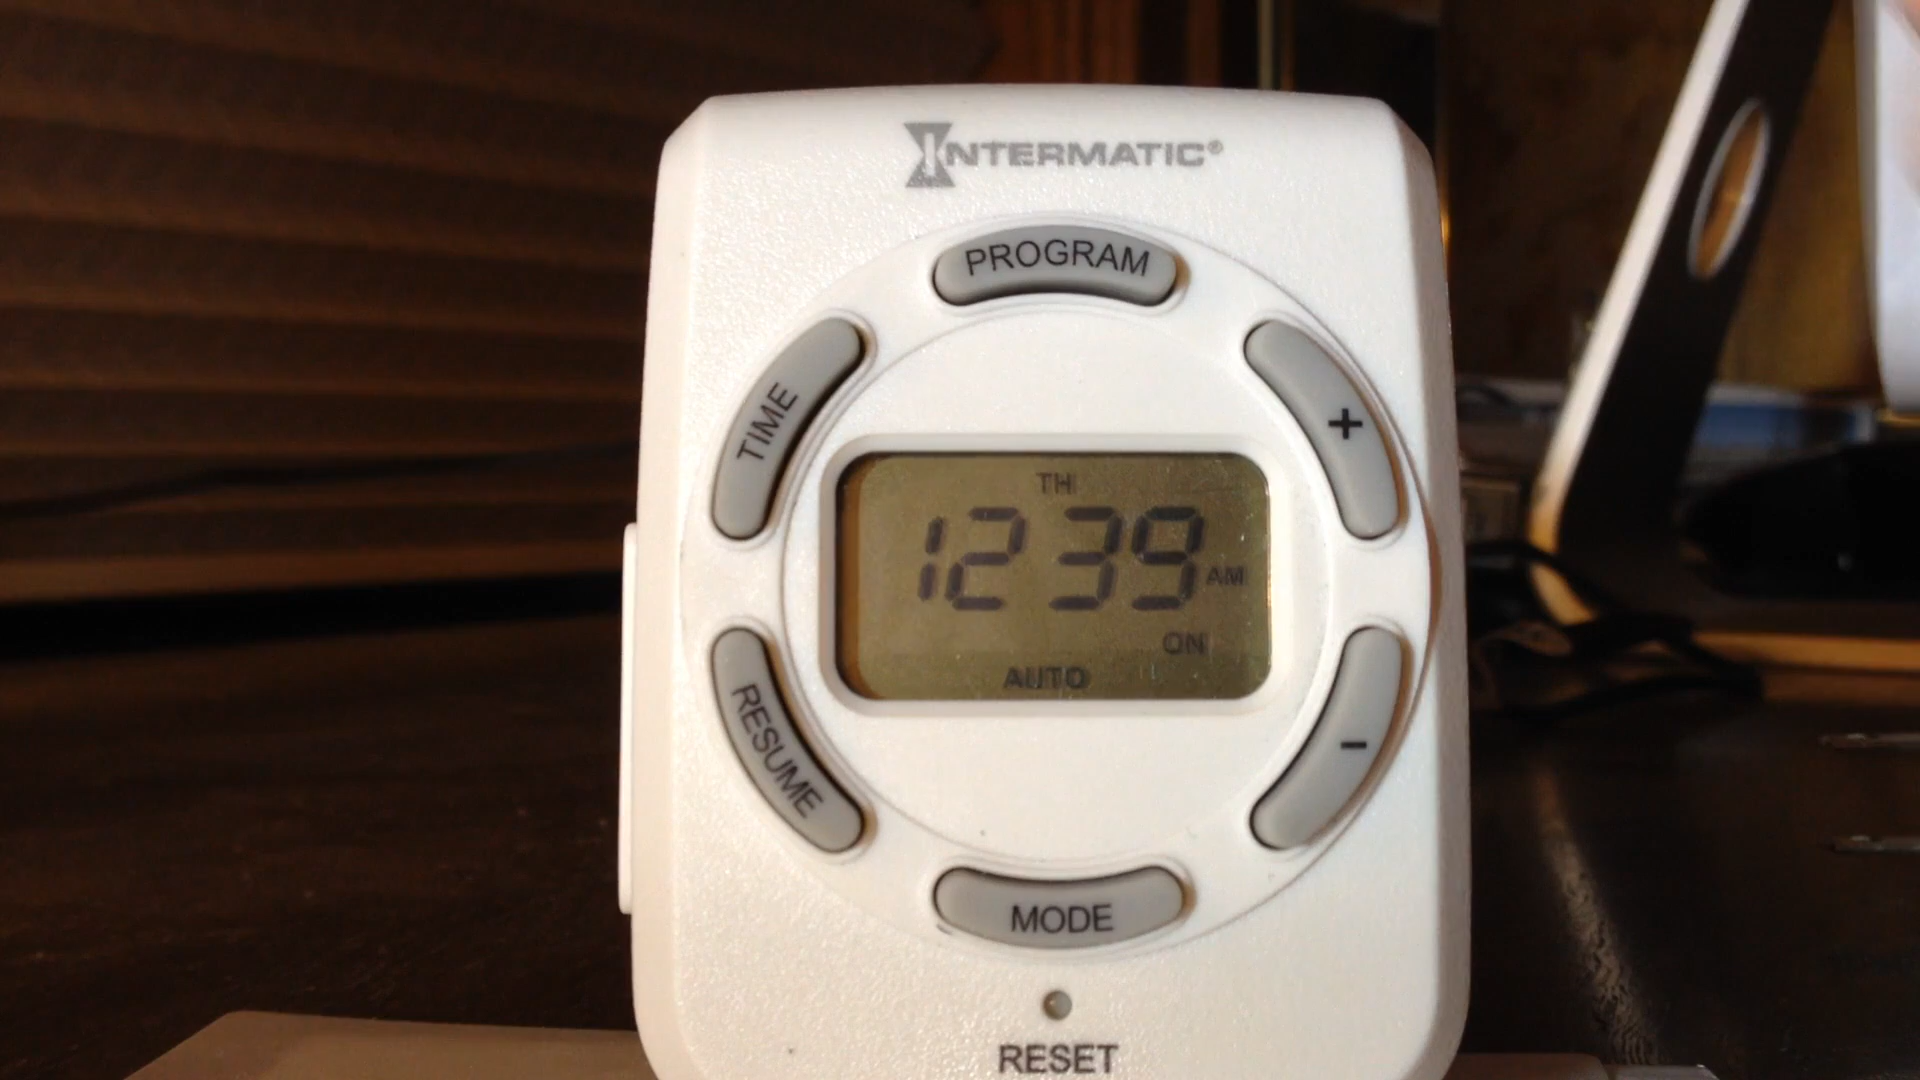 INTERMATIC®
PROGRAM
TIME
+
TH
12 39 AM
ON
AUTO
RESUME
-
MODE
RESET